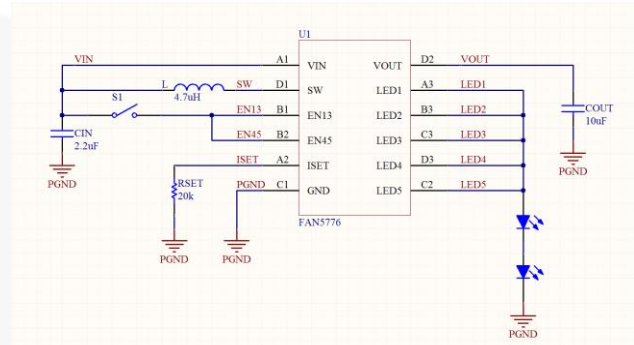 U1
VIN A1 VIN VOUT D2 VOUT
L 4.7uH SW D1 SW LED1 A3 LED1
S1 EN13 B1 EN13 LED2 B3 LED2
EN45 B2 EN45 LED3 C3 LED3
ISET A2 ISET LED4 D3 LED4
PGND C1 GND LED5 C2 LED5
FAN5776
CIN
2.2uF
PGND
RSET
20k
PGND
PGND
COUT
10uF
PGND
PGND